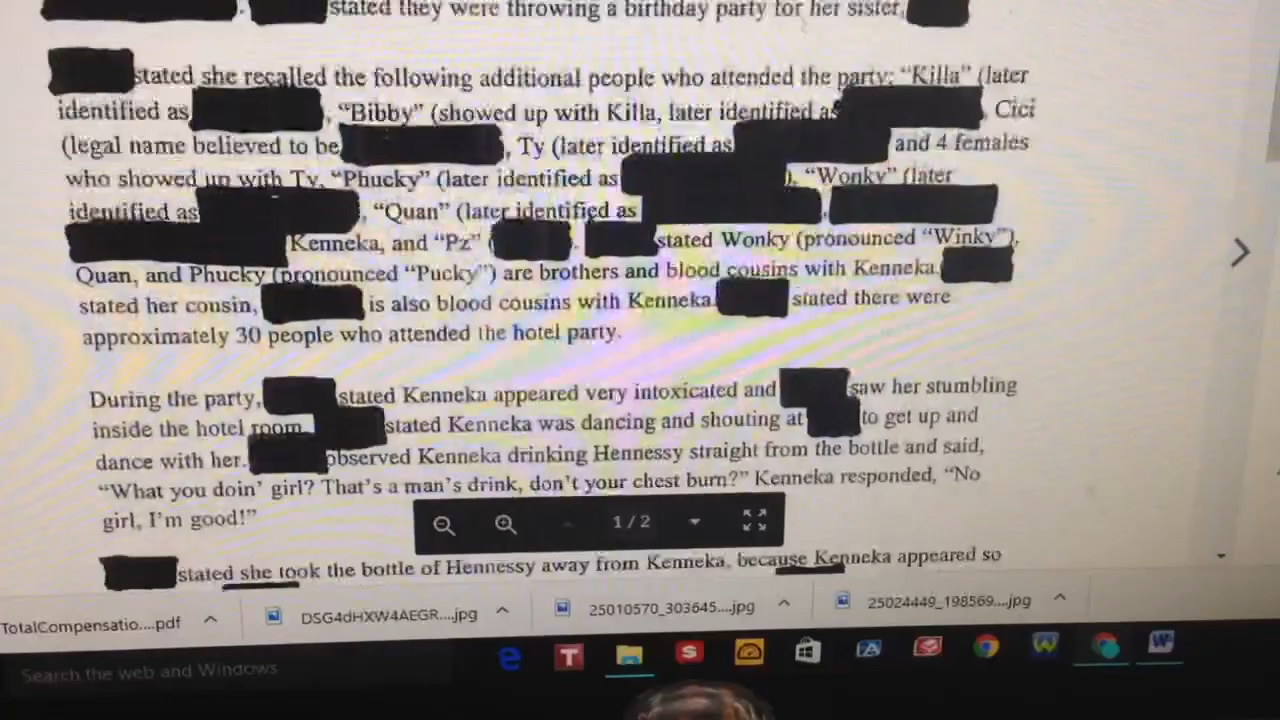 stated they were throwing a birthday party for her sister,
stated she recalled the following additional people who attended the party: "Killa" (later
identified as , "Bibby" (showed up with Killa, later identified as , Cici
(legal name believed to be , Ty (later identified as and 4 females
who showed up with Ty, "Phucky" (later identified as ), "Wonky" (later
identified as , "Quan" (later identified as ,
Kenneka, and "Pz" ( ). stated Wonky (pronounced "Winky"),
Quan, and Phucky (pronounced "Pucky") are brothers and blood cousins with Kenneka.
stated her cousin, is also blood cousins with Kenneka. stated there were
approximately 30 people who attended the hotel party.
During the party, stated Kenneka appeared very intoxicated and saw her stumbling
inside the hotel room. stated Kenneka was dancing and shouting at to get up and
dance with her. observed Kenneka drinking Hennessy straight from the bottle and said,
"What you doin' girl? That's a man's drink, don't your chest burn?" Kenneka responded, "No
girl, I'm good!"
1 / 2
stated she took the bottle of Hennessy away from Kenneka, because Kenneka appeared so
TotalCompensatio....pdf
DSG4dHXW4AEGR....jpg
25010570_303645....jpg
25024449_198569....jpg
Search the web and Windows